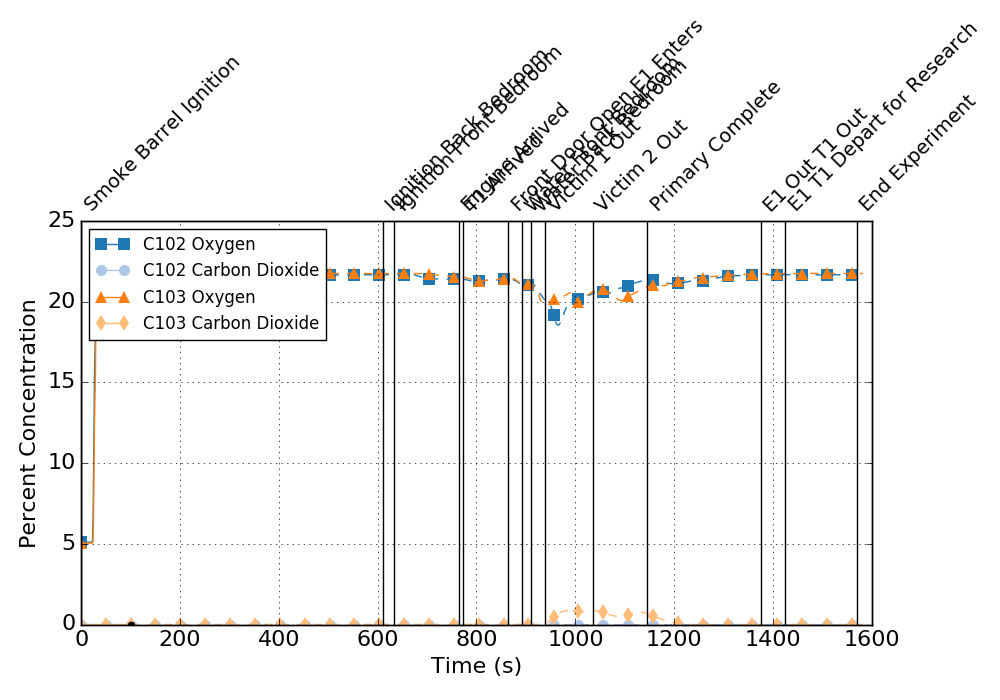 Smoke Barrel Ignition
Ignition Back Bedroom
Ignition Front Bedroom
Engine Arrived
T1 Arrived
Front Door Open E1 Enters
Water Back Bedroom
Victim 1 Out
Victim 2 Out
Primary Complete
E1 Out T1 Out
E1 T1 Depart for Research
End Experiment
25
20
15
10
5
0
C102 Oxygen
C102 Carbon Dioxide
C103 Oxygen
C103 Carbon Dioxide
Percent Concentration
0 200 400 600 800 1000 1200 1400 1600
Time (s)